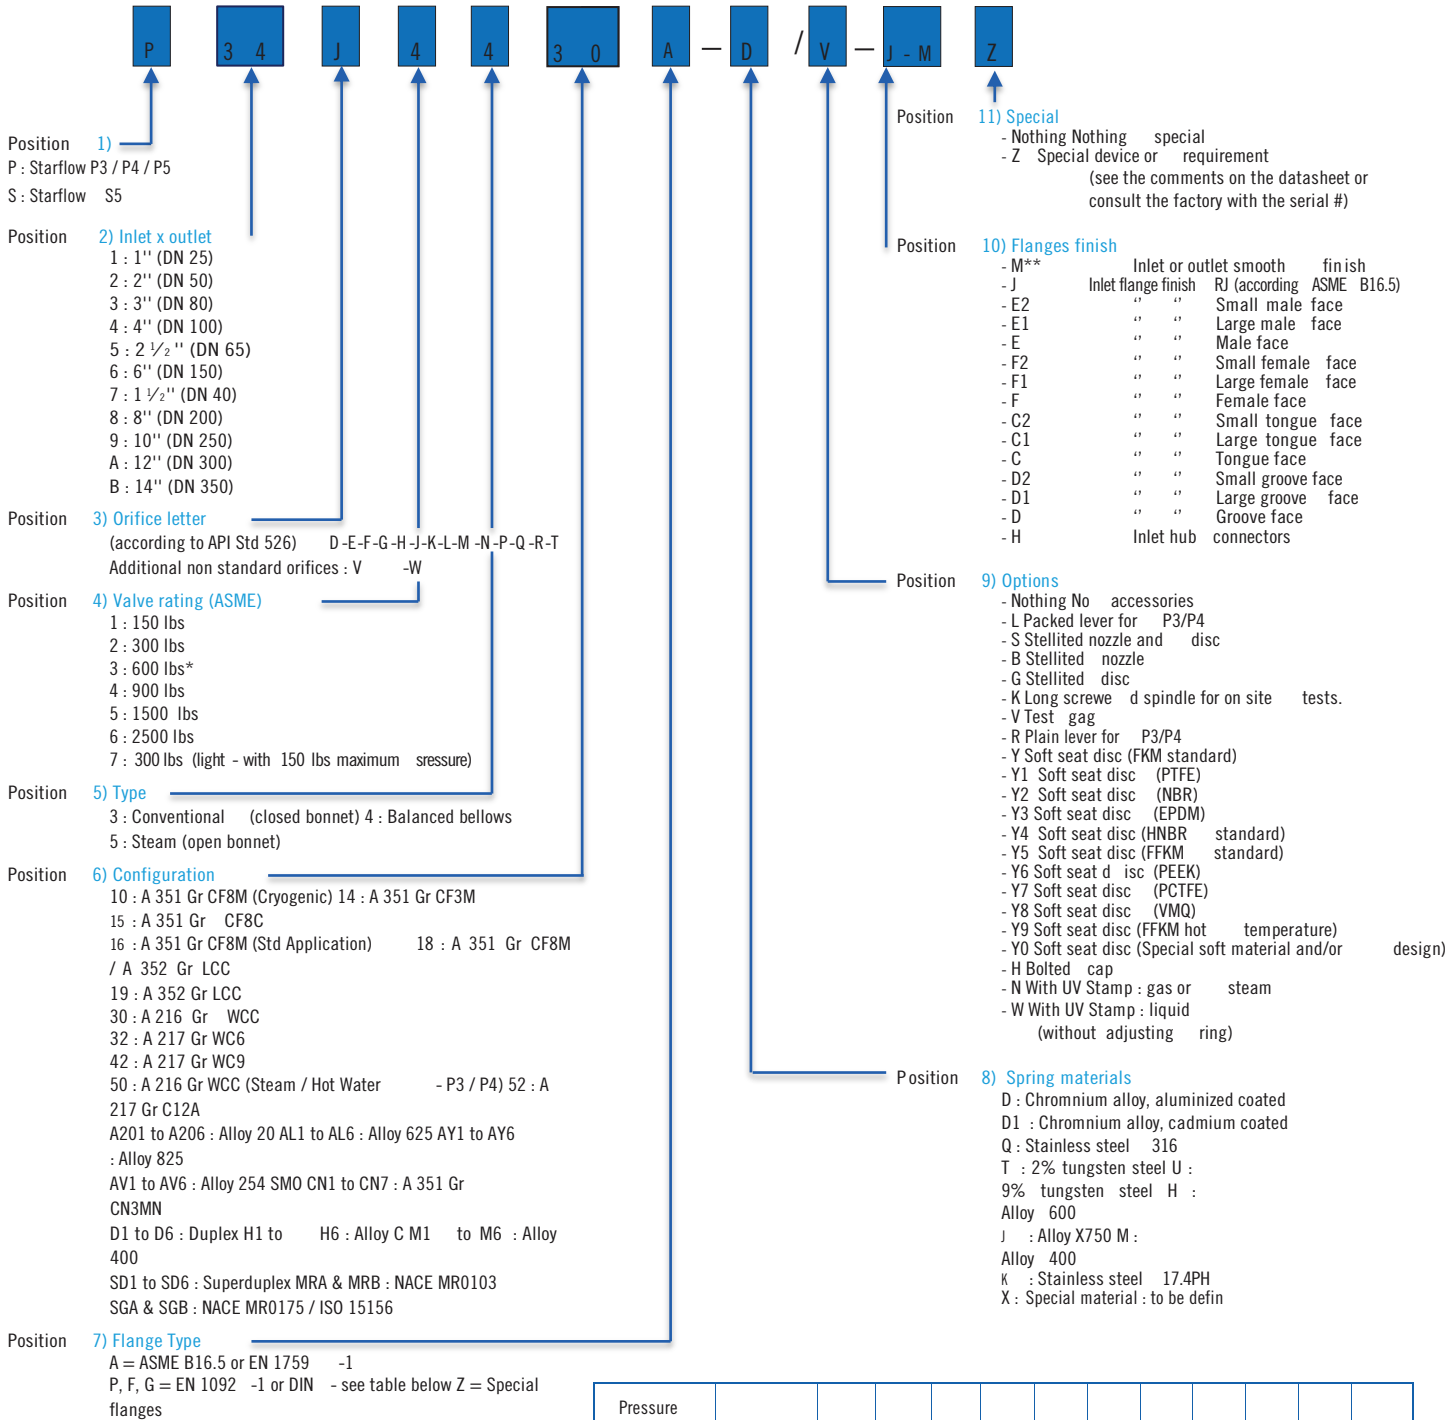 P 3 4 J 4 4 3 0 A – D / V – J - M Z
Position 1)
P : Starflow P3 / P4 / P5
S : Starflow S5
Position 2) Inlet x outlet
1 : 1'' (DN 25)
2 : 2'' (DN 50)
3 : 3'' (DN 80)
4 : 4'' (DN 100)
5 : 2 1⁄2 '' (DN 65)
6 : 6'' (DN 150)
7 : 1 1⁄2'' (DN 40)
8 : 8'' (DN 200)
9 : 10'' (DN 250)
A : 12'' (DN 300)
B : 14'' (DN 350)
Position 3) Orifice letter
(according to API Std 526) D -E-F-G -H -J-K-L-M -N-P-Q -R-T
Additional non standard orifices : V -W
Position 4) Valve rating (ASME)
1 : 150 lbs
2 : 300 lbs
3 : 600 lbs*
4 : 900 lbs
5 : 1500 lbs
6 : 2500 lbs
7 : 300 lbs (light - with 150 lbs maximum sressure)
Position 5) Type
3 : Conventional (closed bonnet) 4 : Balanced bellows
5 : Steam (open bonnet)
Position 6) Configuration
10 : A 351 Gr CF8M (Cryogenic) 14 : A 351 Gr CF3M
15 : A 351 Gr CF8C
16 : A 351 Gr CF8M (Std Application) 18 : A 351 Gr CF8M
/ A 352 Gr LCC
19 : A 352 Gr LCC
30 : A 216 Gr WCC
32 : A 217 Gr WC6
42 : A 217 Gr WC9
50 : A 216 Gr WCC (Steam / Hot Water - P3 / P4) 52 : A
217 Gr C12A
A201 to A206 : Alloy 20 AL1 to AL6 : Alloy 625 AY1 to AY6
: Alloy 825
AV1 to AV6 : Alloy 254 SMO CN1 to CN7 : A 351 Gr
CN3MN
D1 to D6 : Duplex H1 to H6 : Alloy C M1 to M6 : Alloy
400
SD1 to SD6 : Superduplex MRA & MRB : NACE MR0103
SGA & SGB : NACE MR0175 / ISO 15156
Position 7) Flange Type
A = ASME B16.5 or EN 1759 -1
P, F, G = EN 1092 -1 or DIN - see table below Z = Special
flanges
Position 11) Special
- Nothing Nothing special
- Z Special device or requirement
(see the comments on the datasheet or
consult the factory with the serial #)
Position 10) Flanges finish
- M** Inlet or outlet smooth fin ish
- J Inlet flange finish RJ (according ASME B16.5)
- E2 ‘’ ‘’ Small male face
- E1 ‘’ ‘’ Large male face
- E ‘’ ‘’ Male face
- F2 ‘’ ‘’ Small female face
- F1 ‘’ ‘’ Large female face
- F ‘’ ‘’ Female face
- C2 ‘’ ‘’ Small tongue face
- C1 ‘’ ‘’ Large tongue face
- C ‘’ ‘’ Tongue face
- D2 ‘’ ‘’ Small groove face
- D1 ‘’ ‘’ Large groove face
- D ‘’ ‘’ Groove face
- H Inlet hub connectors
Position 9) Options
- Nothing No accessories
- L Packed lever for P3/P4
- S Stellited nozzle and disc
- B Stellited nozzle
- G Stellited disc
- K Long screwe d spindle for on site tests.
- V Test gag
- R Plain lever for P3/P4
- Y Soft seat disc (FKM standard)
- Y1 Soft seat disc (PTFE)
- Y2 Soft seat disc (NBR)
- Y3 Soft seat disc (EPDM)
- Y4 Soft seat disc (HNBR standard)
- Y5 Soft seat disc (FFKM standard)
- Y6 Soft seat d isc (PEEK)
- Y7 Soft seat disc (PCTFE)
- Y8 Soft seat disc (VMQ)
- Y9 Soft seat disc (FFKM hot temperature)
- Y0 Soft seat disc (Special soft material and/or design)
- H Bolted cap
- N With UV Stamp : gas or steam
- W With UV Stamp : liquid
(without adjusting ring)
Position 8) Spring materials
D : Chromnium alloy, aluminized coated
D1 : Chromnium alloy, cadmium coated
Q : Stainless steel 316
T : 2% tungsten steel U :
9% tungsten steel H :
Alloy 600
J : Alloy X750 M :
Alloy 400
K : Stainless steel 17.4PH
X : Special material : to be defin
Pressure